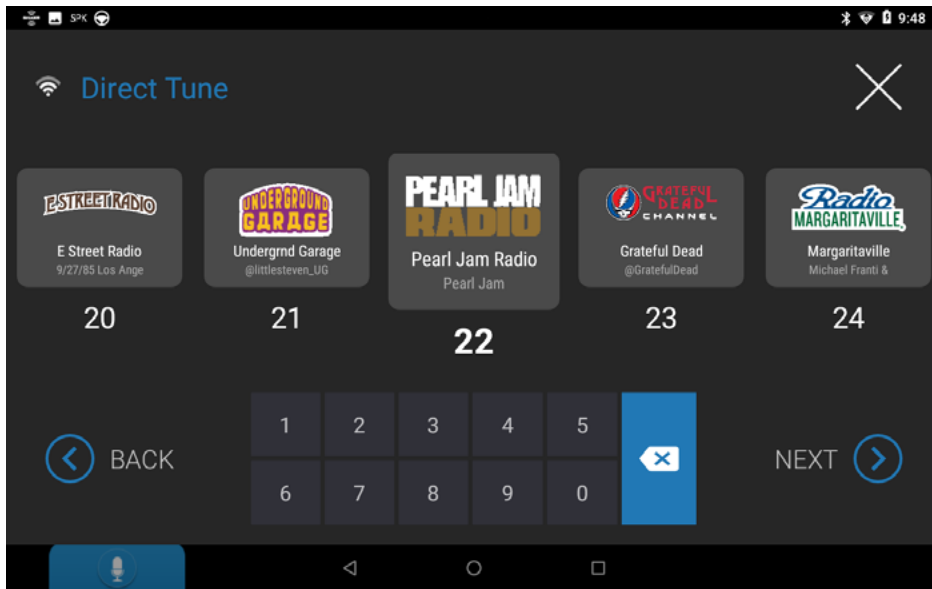 SPK
9:48
Direct Tune
E STREET RADIO
E Street Radio
9/27/85 Los Ange
20
UNDERGROUND
GARAGE
Undergrnd Garage
@littlesteven_UG
21
PEARL JAM
RADIO
Pearl Jam Radio
Pearl Jam
22
GRATEFUL
DEAD
CHANNEL
Grateful Dead
@GratefulDead
23
Radio
MARGARITAVILLE
Margaritaville
Michael Franti &
24
BACK
1 2 3 4 5
6 7 8 9 0
NEXT